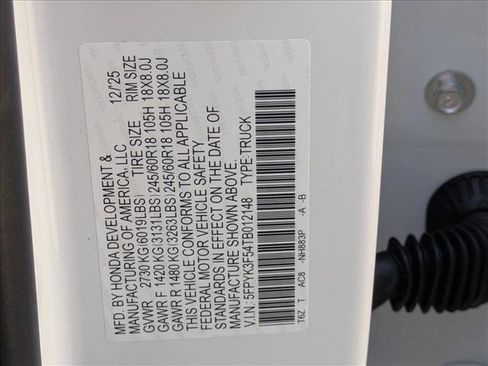 MFD. BY HONDA DEVELOPMENT & 12/'25
MANUFACTURING OF AMERICA, LLC
GVWR 2730 KG(6019LBS) TIRE SIZE RIM SIZE
GAWR F 1420 KG(3131LBS) 245/60R18 105H 18X8.0J
GAWR R 1480 KG(3263LBS) 245/60R18 105H 18X8.0J
THIS VEHICLE CONFORMS TO ALL APPLICABLE
FEDERAL MOTOR VEHICLE SAFETY
STANDARDS IN EFFECT ON THE DATE OF
MANUFACTURE SHOWN ABOVE.
V.I.N.: 5FPYK3F54TB012148 TYPE TRUCK
T6Z T AC8 -NH883P -A -B